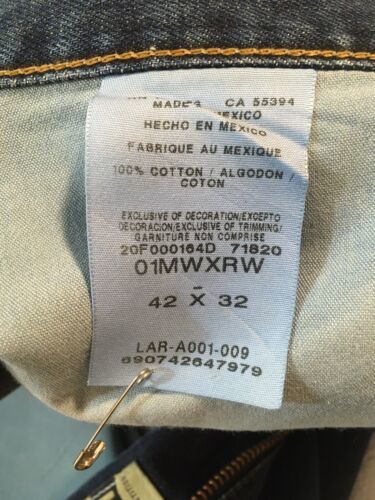 CA 55394
HECHO EN MEXICO
FABRIQUE AU MEXIQUE
100% COTTON / ALGODON /
COTON
EXCLUSIVE OF DECORATION/EXCEPTO
DECORACION/EXCLUSIVE OF TRIMMING/
GARNITURE NON COMPRISE
20F000164D 71820
01MWXRW
-
42 X 32
LAR-A001-009
690742647979